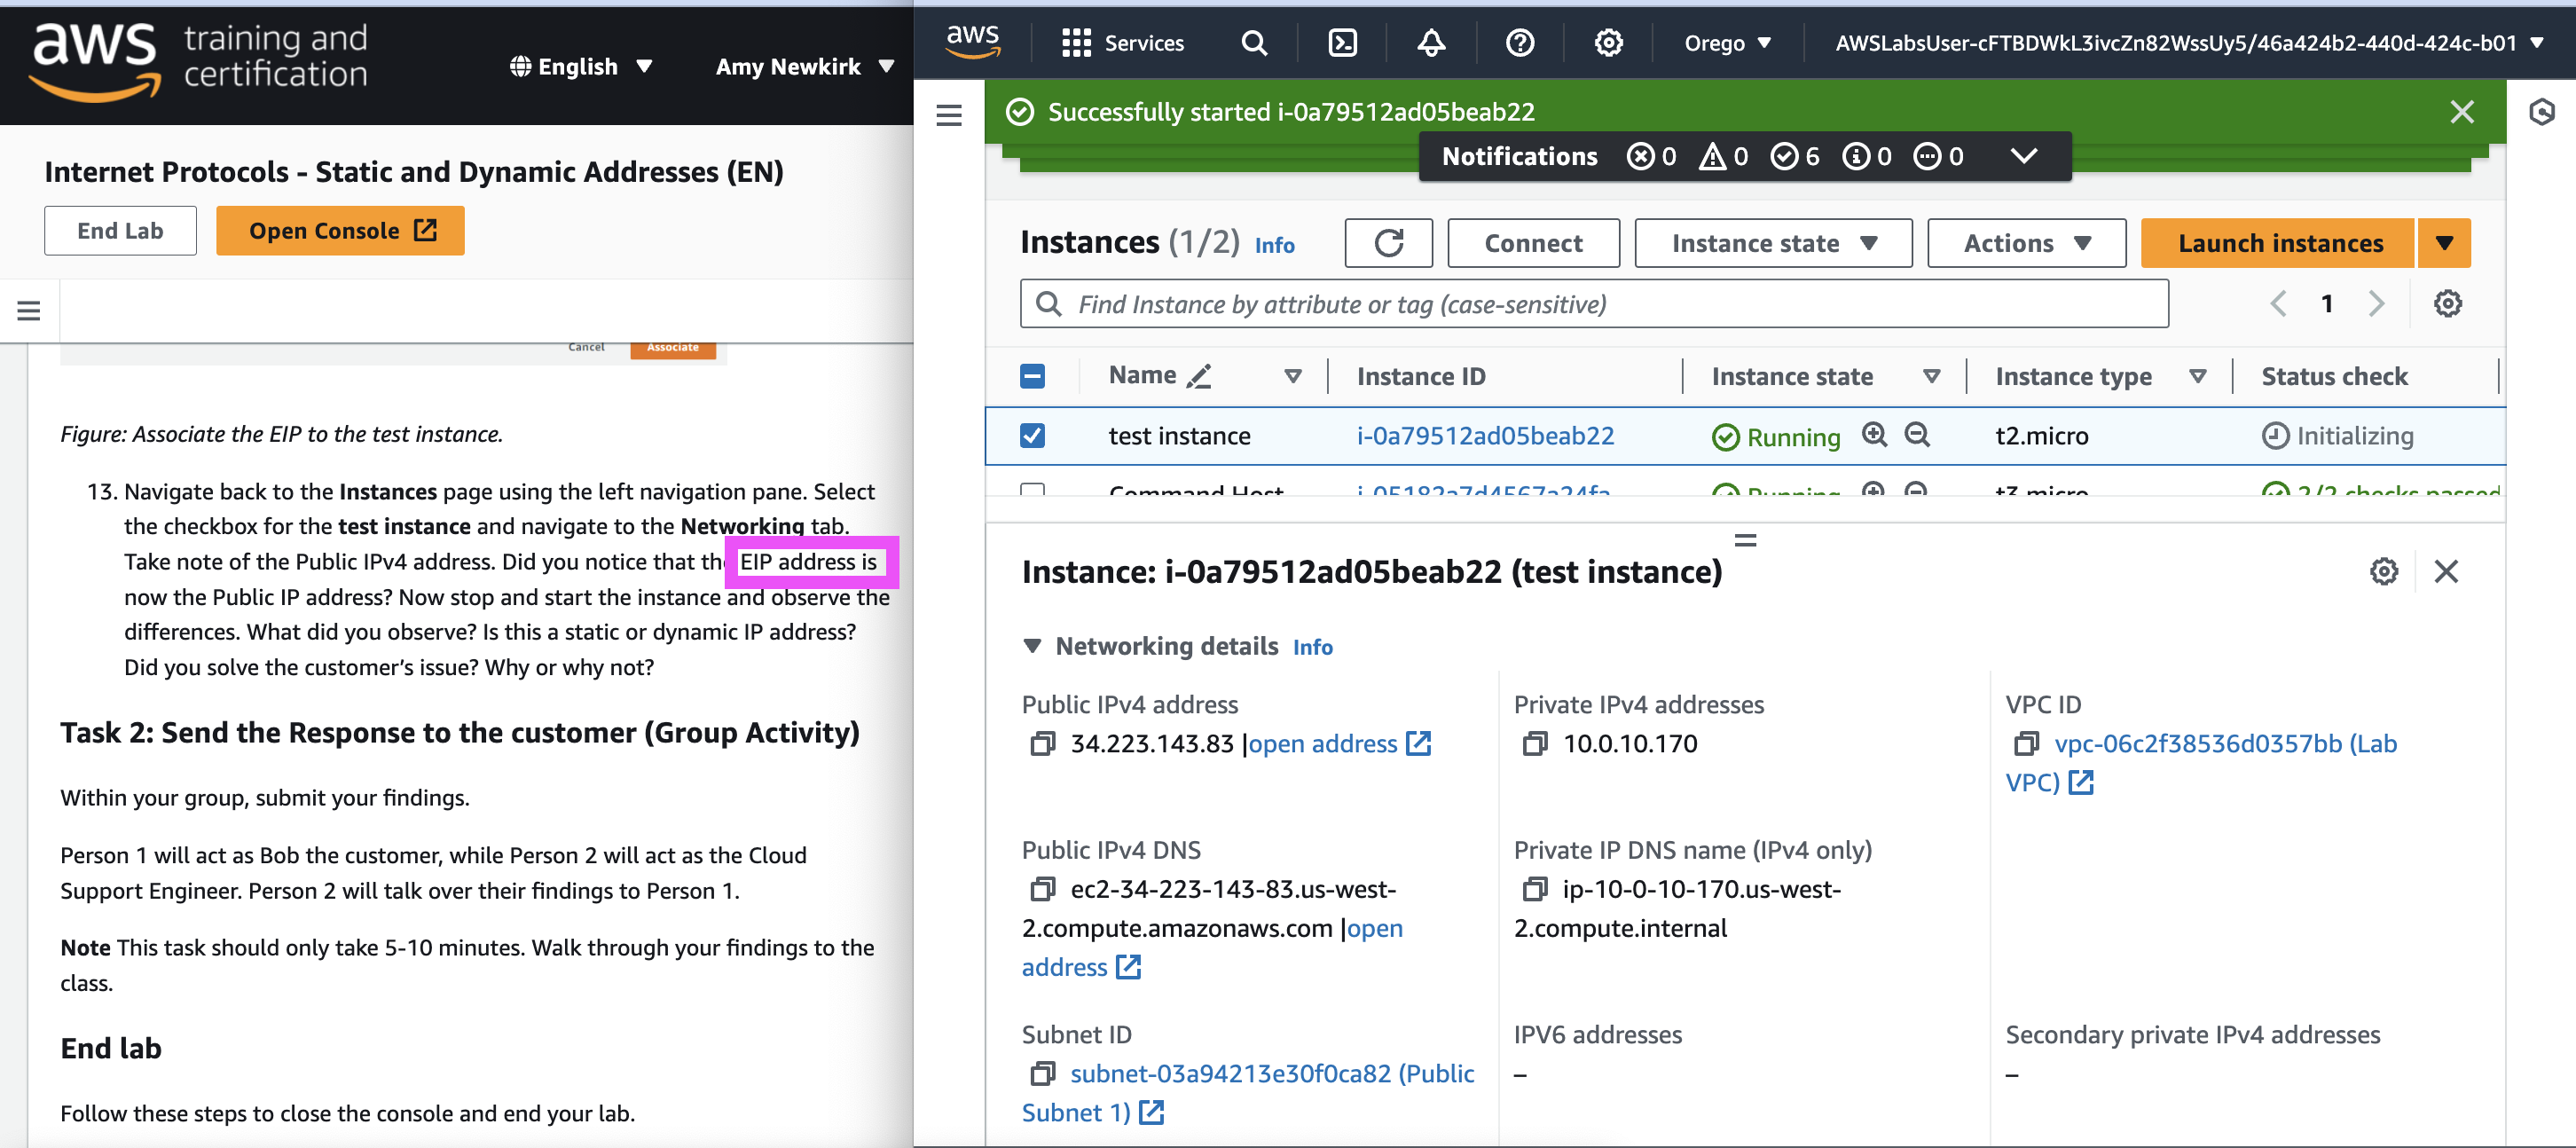 aws training and certification
English
Amy Newkirk
Internet Protocols - Static and Dynamic Addresses (EN)
End Lab
Open Console
Cancel
Associate
Figure: Associate the EIP to the test instance.
13. Navigate back to the Instances page using the left navigation pane. Select
the checkbox for the test instance and navigate to the Networking tab.
Take note of the Public IPv4 address. Did you notice that the EIP address is
now the Public IP address? Now stop and start the instance and observe the
differences. What did you observe? Is this a static or dynamic IP address?
Did you solve the customer’s issue? Why or why not?
Task 2: Send the Response to the customer (Group Activity)
Within your group, submit your findings.
Person 1 will act as Bob the customer, while Person 2 will act as the Cloud
Support Engineer. Person 2 will talk over their findings to Person 1.
Note This task should only take 5-10 minutes. Walk through your findings to the
class.
End lab
Follow these steps to close the console and end your lab.
aws
Services
Orego
AWSLabsUser-cFTBDWkL3ivcZn82WssUy5/46a424b2-440d-424c-b01
Successfully started i-0a79512ad05beab22
Notifications 0 0 6 0 0
Instances (1/2) Info
Connect
Instance state
Actions
Launch instances
Find Instance by attribute or tag (case-sensitive)
1
Name Instance ID Instance state Instance type Status check
test instance i-0a79512ad05beab22 Running t2.micro Initializing
Command Host i-05182a7d4567a24fa Running t3.micro 2/2 checks passed
Instance: i-0a79512ad05beab22 (test instance)
Networking details Info
Public IPv4 address
34.223.143.83 |open address
Private IPv4 addresses
10.0.10.170
VPC ID
vpc-06c2f38536d0357bb (Lab
VPC)
Public IPv4 DNS
ec2-34-223-143-83.us-west-
2.compute.amazonaws.com |open
address
Private IP DNS name (IPv4 only)
ip-10-0-10-170.us-west-
2.compute.internal
Subnet ID
subnet-03a94213e30f0ca82 (Public
Subnet 1)
IPV6 addresses
–
Secondary private IPv4 addresses
–